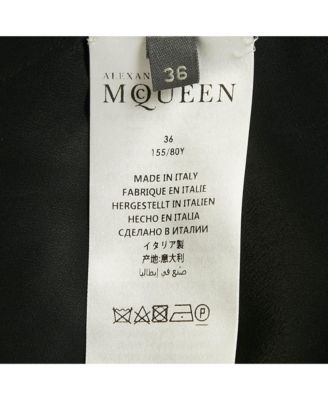 36
ALEXAN
MCQUEEN
36
155/80Y
MADE IN ITALY
FABRIQUE EN ITALIE
HERGESTELLT IN ITALIEN
HECHO EN ITALIA
СДЕЛАНО В ИТАЛИИ
イタリア製
产地:意大利
صنع في إيطاليا
P